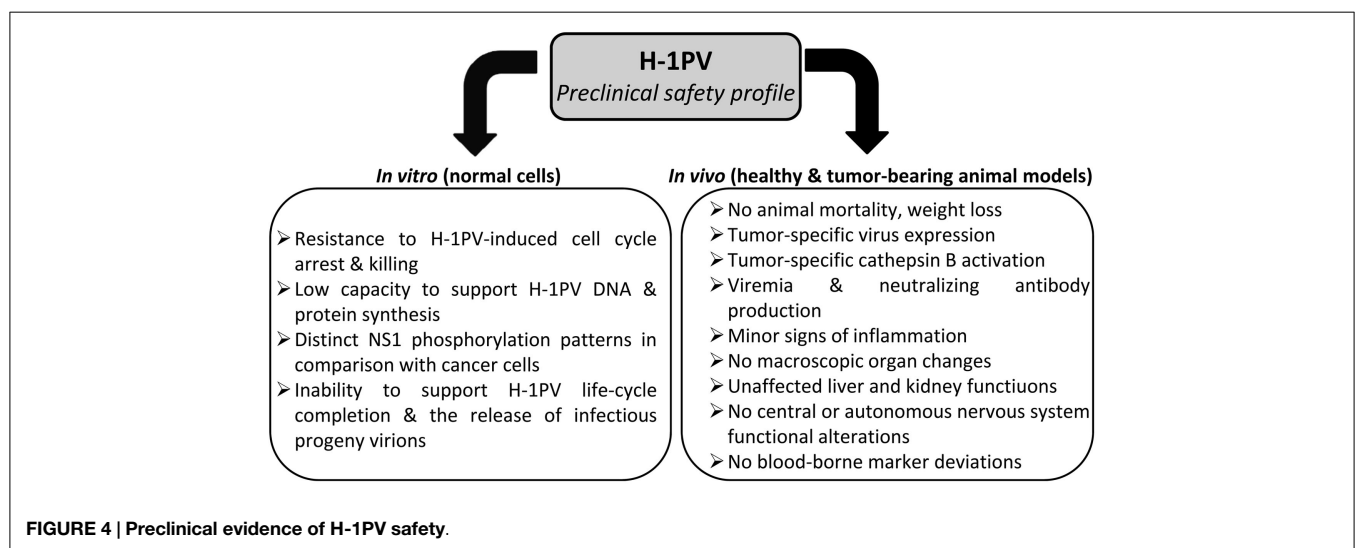 H-1PV
Preclinical safety profile
In vitro (normal cells)
➢Resistance to H-1PV-induced cell cycle
arrest & killing
➢Low capacity to support H-1PV DNA &
protein synthesis
➢Distinct NS1 phosphorylation patterns in
comparison with cancer cells
➢Inability to support H-1PV life-cycle
completion & the release of infectious
progeny virions
In vivo (healthy & tumor-bearing animal models)
➢No animal mortality, weight loss
➢Tumor-specific virus expression
➢Tumor-specific cathepsin B activation
➢Viremia & neutralizing antibody
production
➢Minor signs of inflammation
➢No macroscopic organ changes
➢Unaffected liver and kidney functiuons
➢No central or autonomous nervous system
functional alterations
➢No blood-borne marker deviations
FIGURE 4 | Preclinical evidence of H-1PV safety.